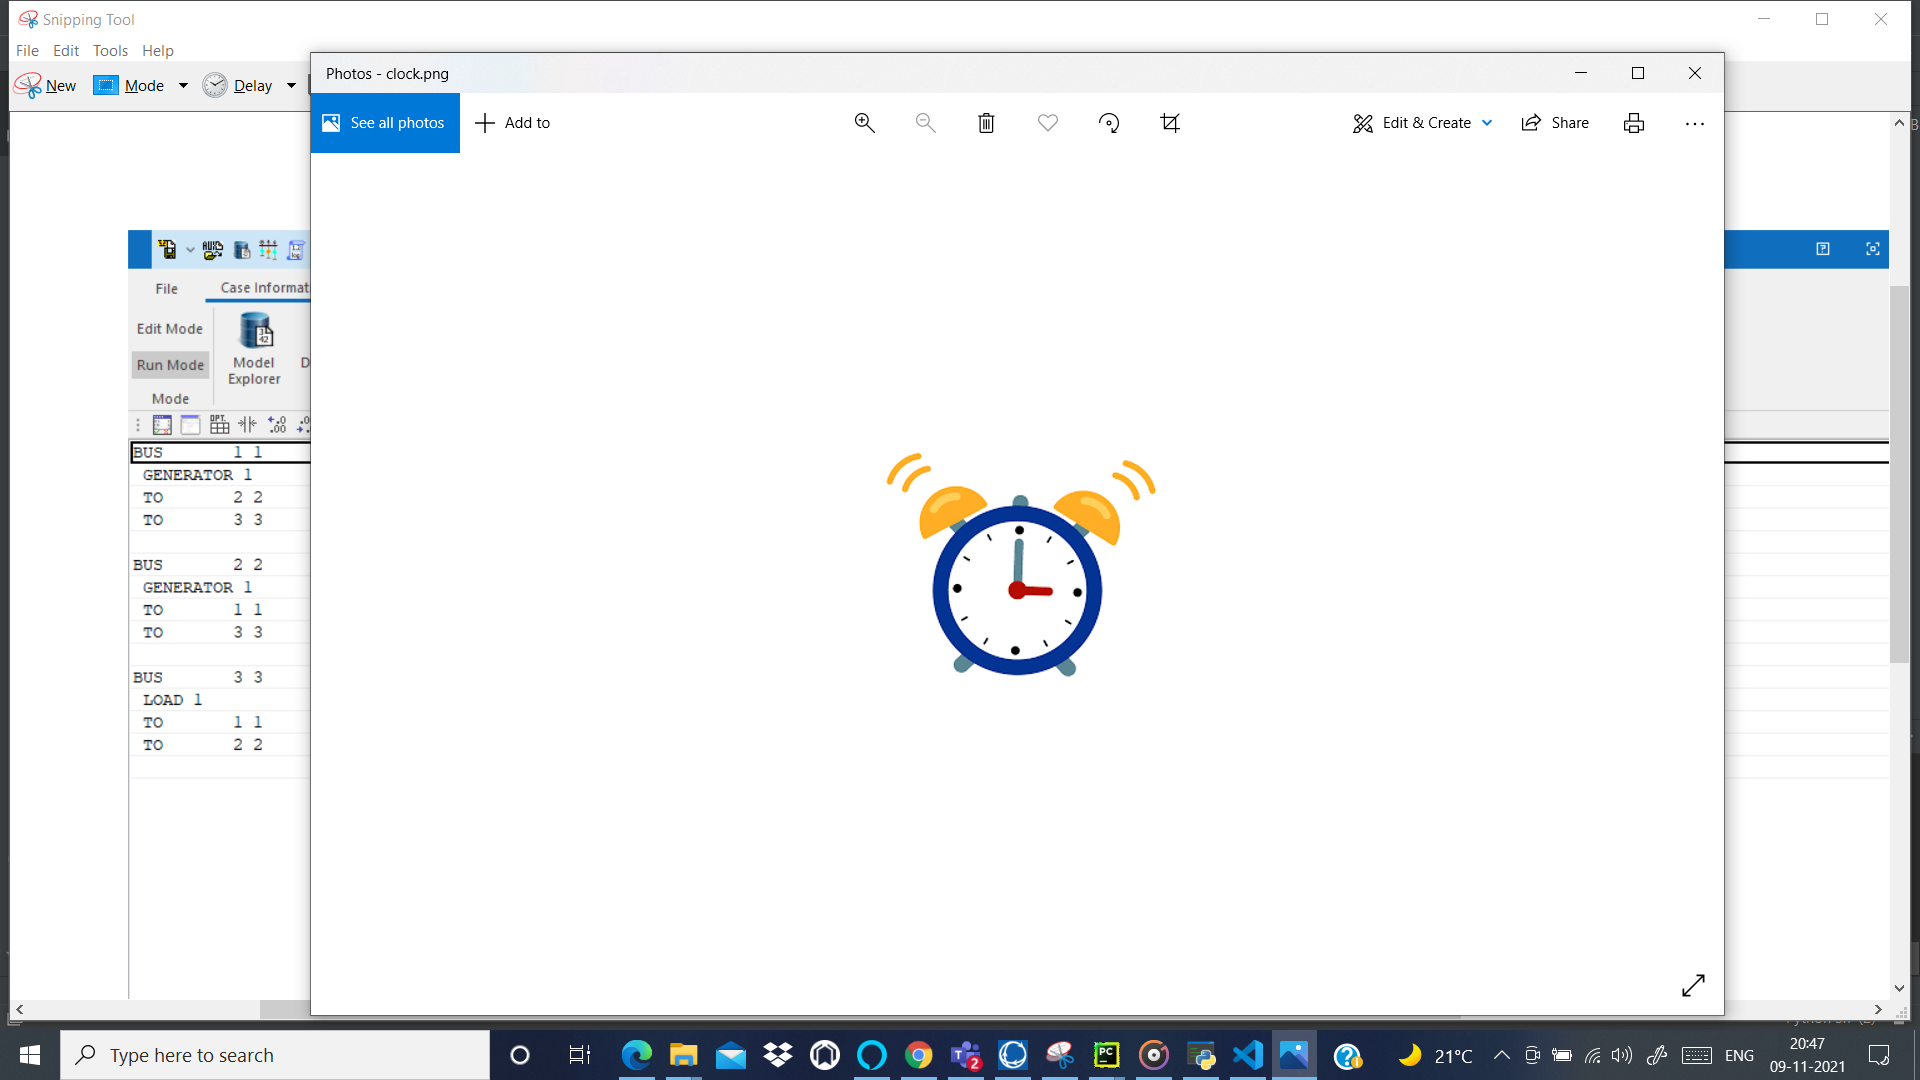 Snipping Tool
File Edit Tools Help
New Mode Delay
Photos - clock.png
See all photos Add to Edit & Create Share
File Case Informat
Edit Mode
Run Mode
Mode
Model
Explorer
BUS 1 1
GENERATOR 1
TO 2 2
TO 3 3
BUS 2 2
GENERATOR 1
TO 1 1
TO 3 3
BUS 3 3
LOAD 1
TO 1 1
TO 2 2
Type here to search
21°C ENG
20:47
09-11-2021